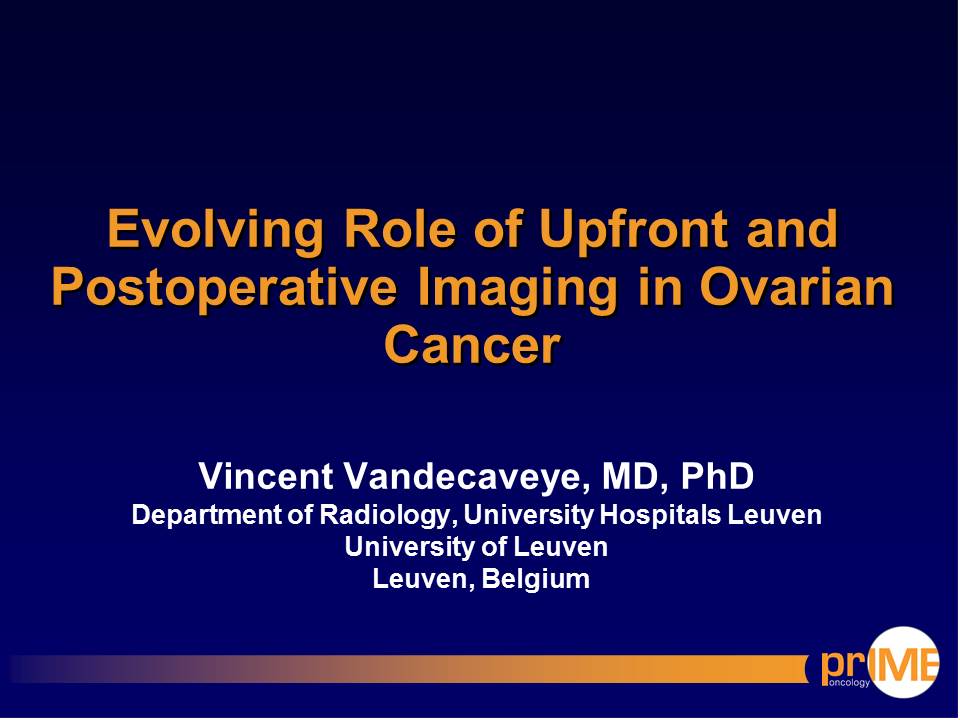 Evolving Role of Upfront and
Postoperative Imaging in Ovarian
Cancer
Vincent Vandecaveye, MD, PhD
Department of Radiology, University Hospitals Leuven
University of Leuven
Leuven, Belgium
prIME
oncology